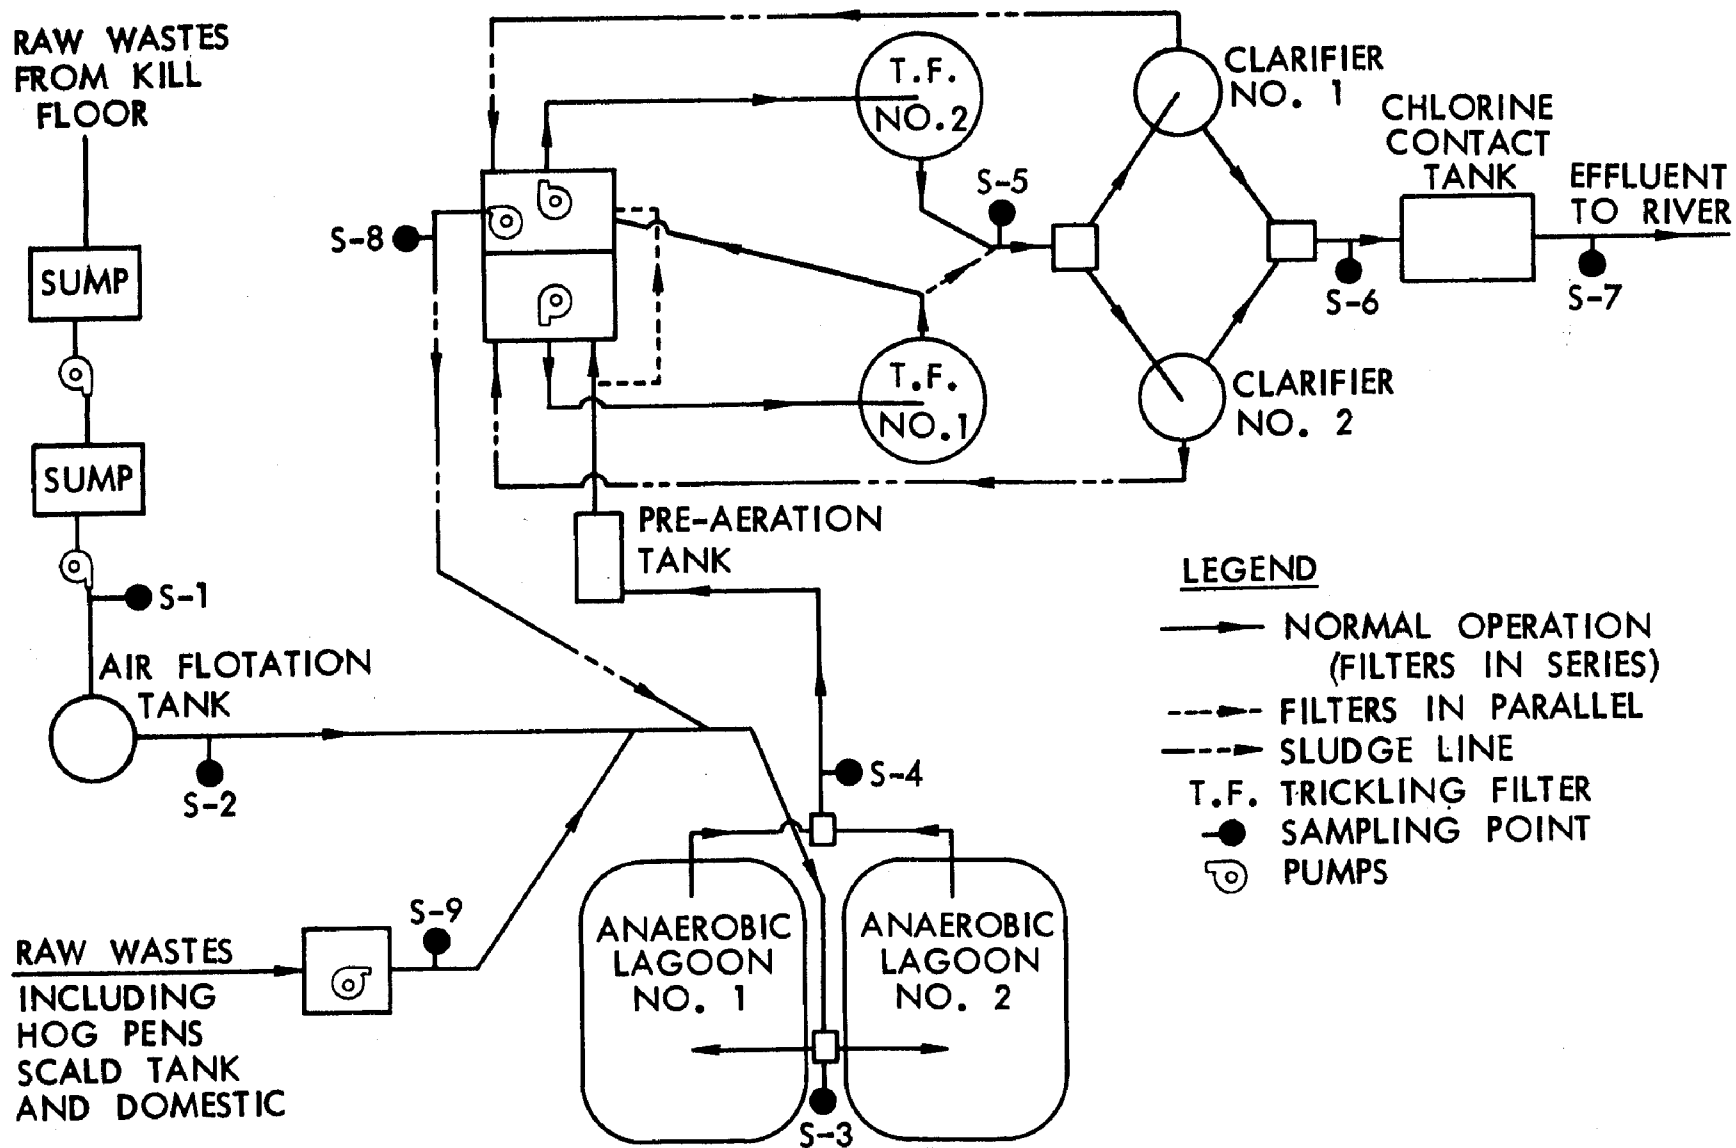 RAW WASTES
FROM KILL
FLOOR
SUMP
SUMP
S-1
AIR FLOTATION
TANK
S-2
RAW WASTES
INCLUDING
HOG PENS
SCALD TANK
AND DOMESTIC
S-9
S-8
T.F.
NO.2
T.F.
NO.1
PRE-AERATION
TANK
S-4
ANAEROBIC
LAGOON
NO. 1
ANAEROBIC
LAGOON
NO. 2
S-3
S-5
CLARIFIER
NO. 1
CLARIFIER
NO. 2
S-6
CHLORINE
CONTACT
TANK
EFFLUENT
TO RIVER
S-7
LEGEND
NORMAL OPERATION
(FILTERS IN SERIES)
FILTERS IN PARALLEL
SLUDGE LINE
T.F. TRICKLING FILTER
SAMPLING POINT
PUMPS